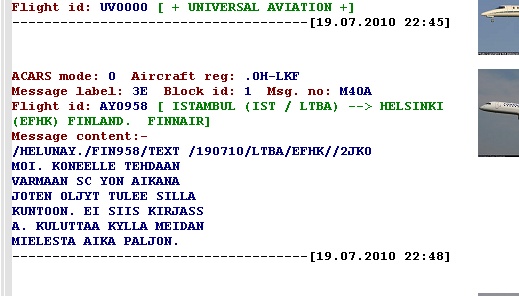 Flight id: UV0000 [ + UNIVERSAL AVIATION +]
-----------------------------------[19.07.2010 22:45]
ACARS mode: 0  Aircraft reg: .OH-LKF
Message label: 3E  Block id: 1  Msg. no: M40A
Flight id: AY0958 [ ISTAMBUL (IST / LTBA) --> HELSINKI
(EFHK) FINLAND.  FINNAIR]
Message content:-
/HELUNAY./FIN958/TEXT /190710/LTBA/EFHK//2JKO
MOI. KONEELLE TEHDAAN
VARMAAN SC YON AIKANA
JOTEN OLJYT TULEE SILLA
KUNTOON. EI SIIS KIRJASS
A. KULUTTAA KYLLA MEIDAN
MIELESTA AIKA PALJON.
-----------------------------------[19.07.2010 22:48]